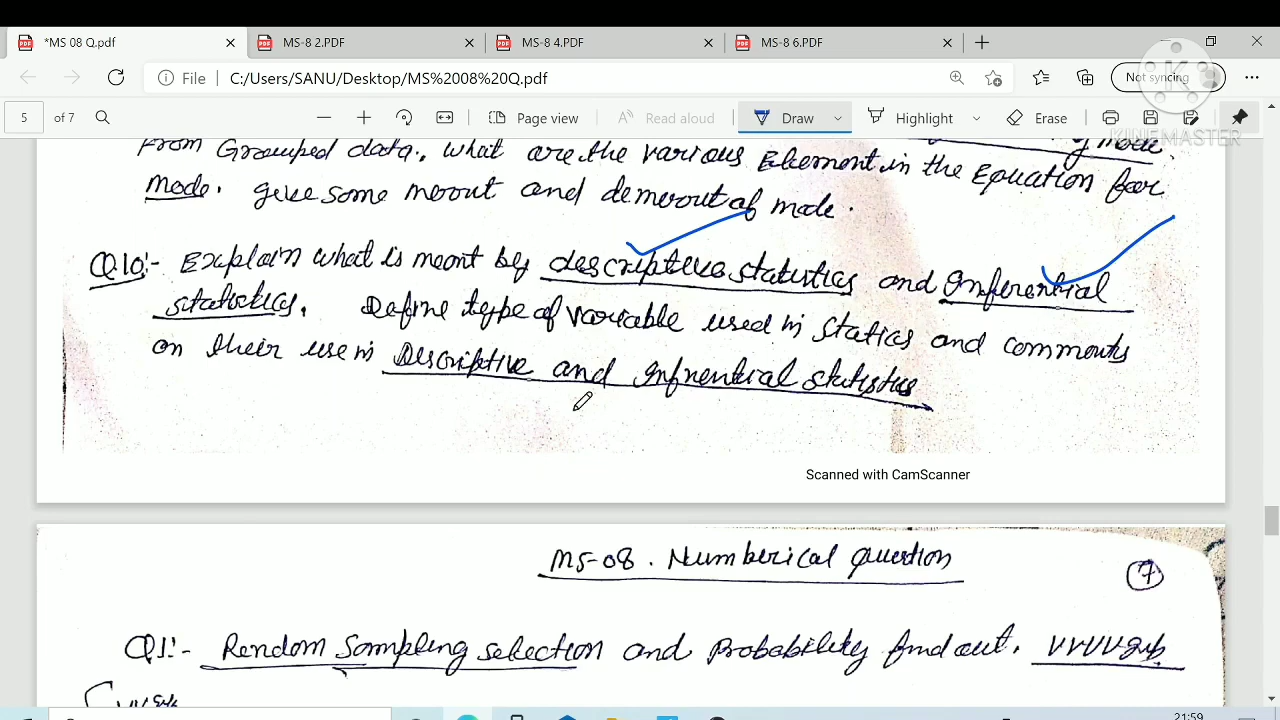 *MS 08 Q.pdf
MS-8 2.PDF
MS-8 4.PDF
MS-8 6.PDF
File
C:/Users/SANU/Desktop/MS%2008%20Q.pdf
Not syncing
K
KINEMASTER
5
of 7
Page view
Read aloud
Draw
Highlight
Erase
From Grouped data., what are the various Element in the Equation for
mode. give some merout and demerout of mode.
Q.10:- Explain what is meant by descriptive statistics and Inferential
statistics. Define type of variable used in statics and comments
on their use in Descriptive and Infrential statistics
Scanned with CamScanner
MS-08. Numberical question
7
Q1:- Rendom Sampling selection and Probability find out.
21:59